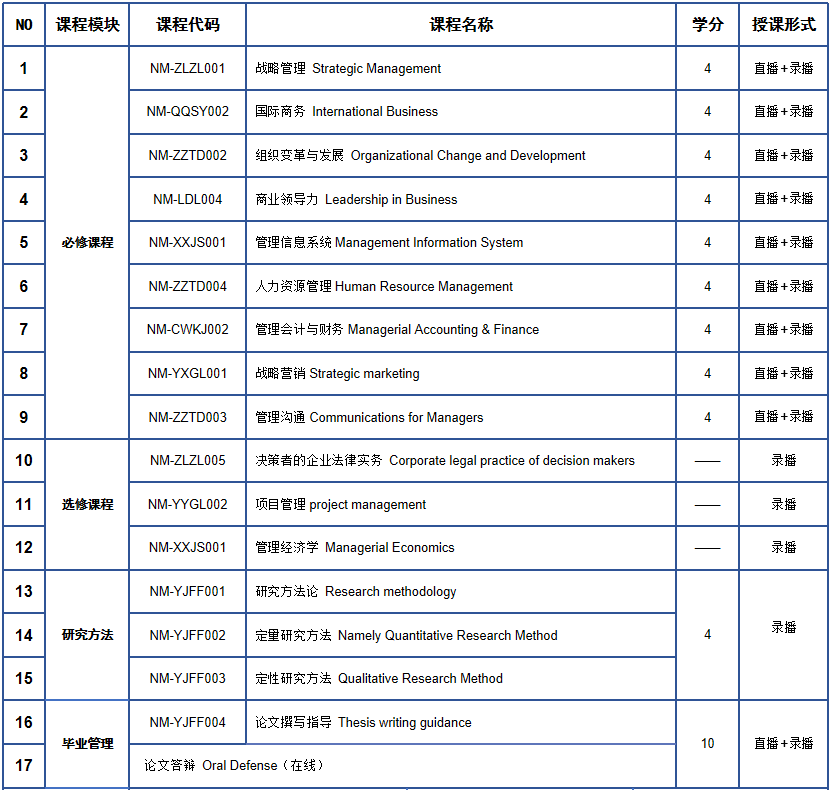 NO 课程模块 课程代码 课程名称 学分 授课形式
1 NM-ZLZL001 战略管理 Strategic Management 4 直播+录播
2 NM-QQSY002 国际商务 International Business 4 直播+录播
3 NM-ZZTD002 组织变革与发展 Organizational Change and Development 4 直播+录播
4 NM-LDL004 商业领导力 Leadership in Business 4 直播+录播
5 必修课程 NM-XXJS001 管理信息系统 Management Information System 4 直播+录播
6 NM-ZZTD004 人力资源管理 Human Resource Management 4 直播+录播
7 NM-CWKJ002 管理会计与财务 Managerial Accounting & Finance 4 直播+录播
8 NM-YXGL001 战略营销 Strategic marketing 4 直播+录播
9 NM-ZZTD003 管理沟通 Communications for Managers 4 直播+录播
10 NM-ZLZL005 决策者的企业法律实务 Corporate legal practice of decision makers —— 录播
11 选修课程 NM-YYGL002 项目管理 project management —— 录播
12 NM-XXJS001 管理经济学 Managerial Economics —— 录播
13 NM-YJFF001 研究方法论 Research methodology
14 研究方法 NM-YJFF002 定量研究方法 Namely Quantitative Research Method 4 录播
15 NM-YJFF003 定性研究方法 Qualitative Research Method
16 NM-YJFF004 论文撰写指导 Thesis writing guidance
毕业管理 10 直播+录播
17 论文答辩 Oral Defense（在线）